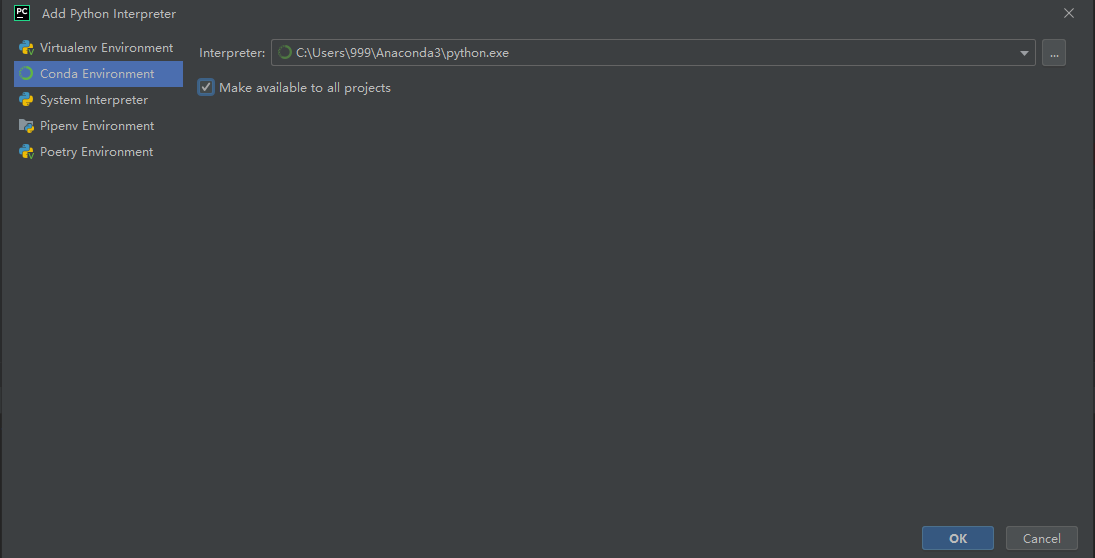 PC Add Python Interpreter
Virtualenv Environment
Conda Environment
System Interpreter
Pipenv Environment
Poetry Environment
Interpreter: C:\Users\999\Anaconda3\python.exe ...
Make available to all projects
OK Cancel